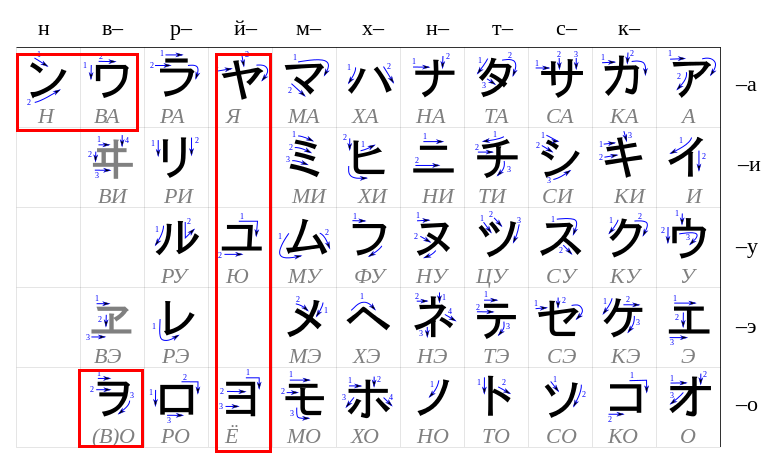 н в– р– й– м– х– н– т– с– к–
ン ワ ラ ヤ マ ハ ナ タ サ カ ア –а
Н ВА РА Я МА ХА НА ТА СА КА А
ヰ リ ミ ヒ ニ チ シ キ イ –и
ВИ РИ МИ ХИ НИ ТИ СИ КИ И
ル ユ ム フ ヌ ツ ス ク ウ –у
РУ Ю МУ ФУ НУ ЦУ СУ КУ У
ヱ レ メ ヘ ネ テ セ ケ エ –э
ВЭ РЭ МЭ ХЭ НЭ ТЭ СЭ КЭ Э
ヲ ロ ヨ モ ホ ノ ト ソ コ オ –о
(В)О РО Ё МО ХО НО ТО СО КО О